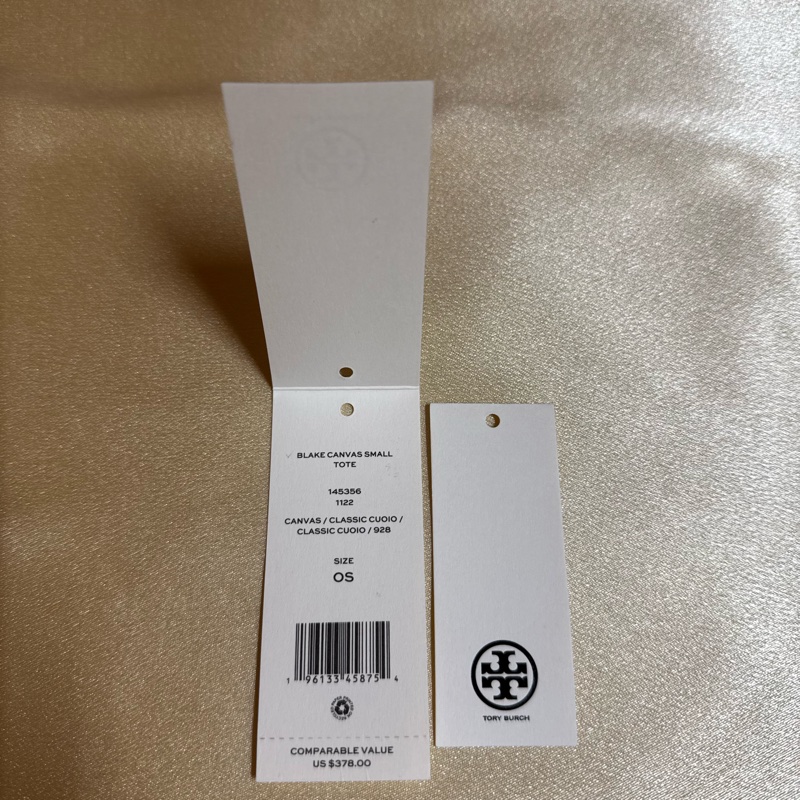 BLAKE CANVAS SMALL
TOTE
145356
1122
CANVAS / CLASSIC CUOIO /
CLASSIC CUOIO / 928
SIZE
OS
1 96133 45875 4
COMPARABLE VALUE
US $378.00
TORY BURCH